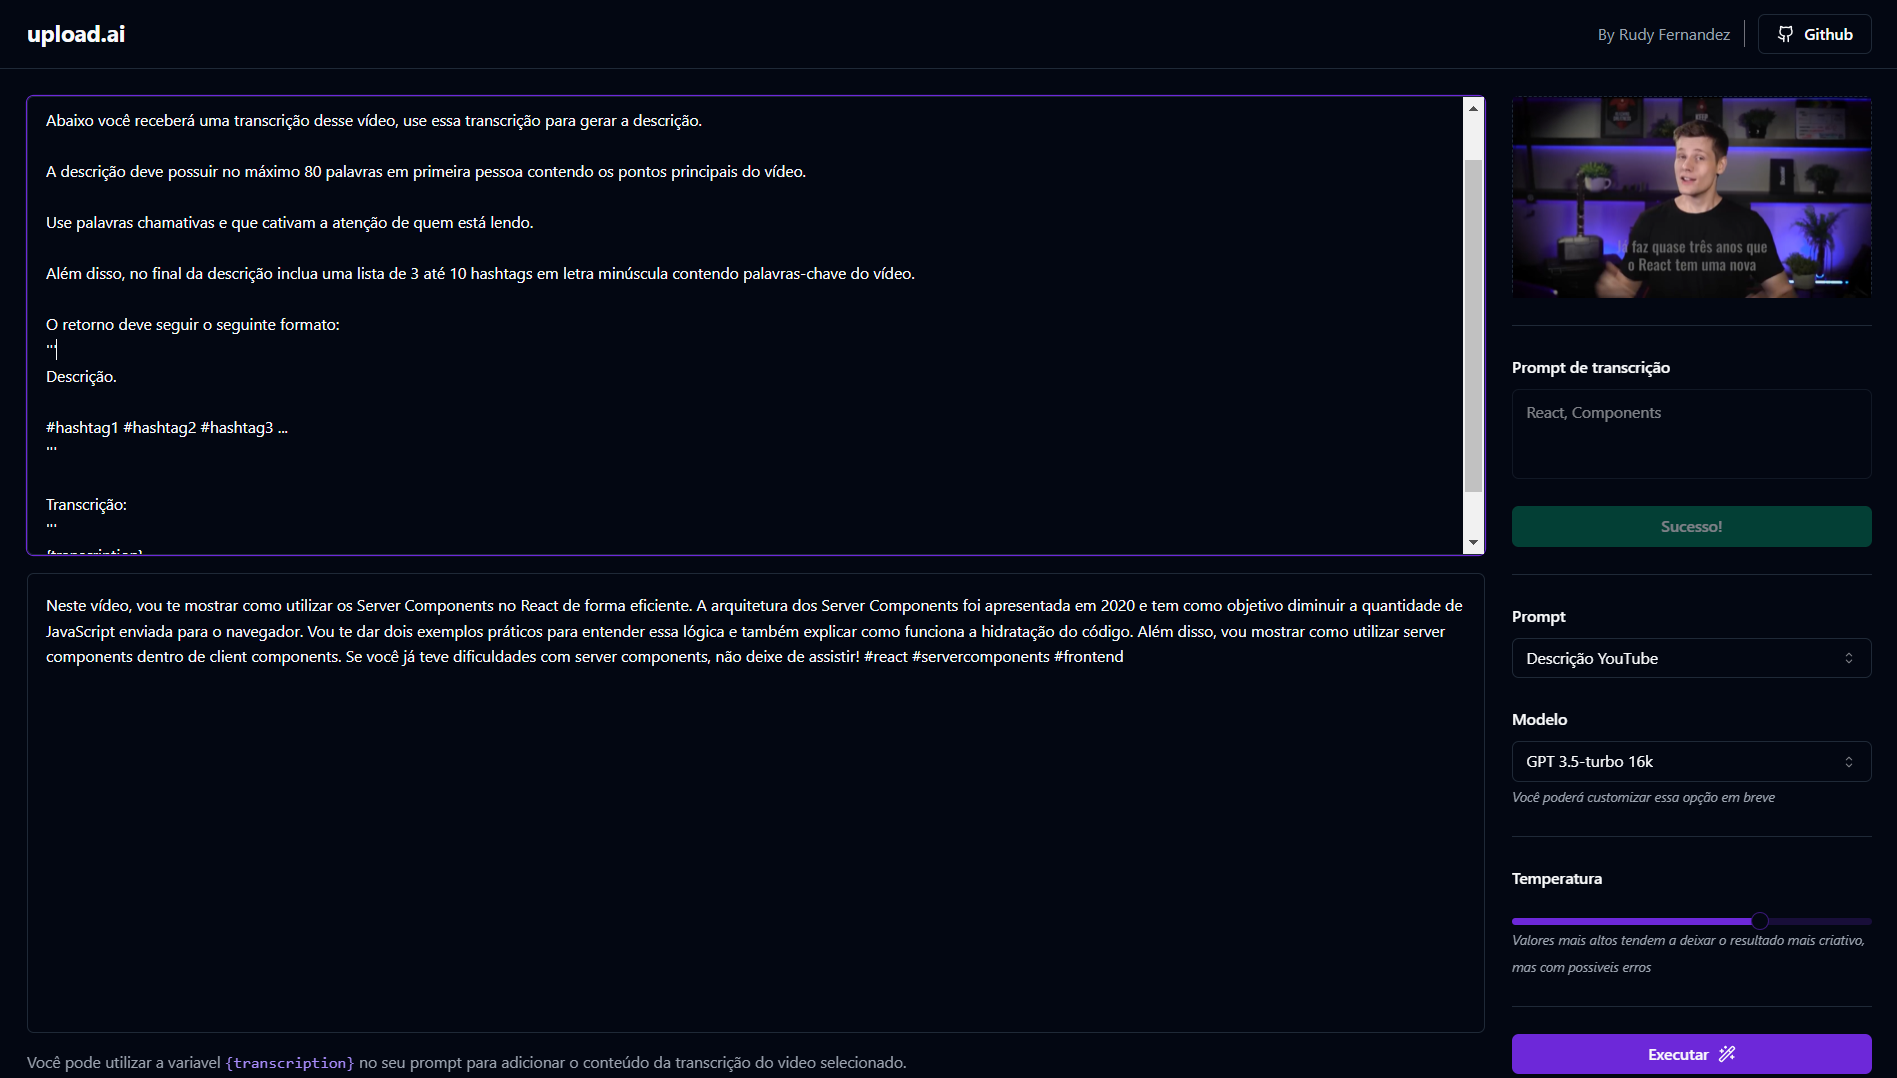 upload.ai
By Rudy Fernandez
Github
Abaixo você receberá uma transcrição desse vídeo, use essa transcrição para gerar a descrição.
A descrição deve possuir no máximo 80 palavras em primeira pessoa contendo os pontos principais do vídeo.
Use palavras chamativas e que cativam a atenção de quem está lendo.
Além disso, no final da descrição inclua uma lista de 3 até 10 hashtags em letra minúscula contendo palavras-chave do vídeo.
O retorno deve seguir o seguinte formato:
'''
Descrição.
#hashtag1 #hashtag2 #hashtag3 ...
'''
Transcrição:
'''
{transcription}
Neste vídeo, vou te mostrar como utilizar os Server Components no React de forma eficiente. A arquitetura dos Server Components foi apresentada em 2020 e tem como objetivo diminuir a quantidade de
JavaScript enviada para o navegador. Vou te dar dois exemplos práticos para entender essa lógica e também explicar como funciona a hidratação do código. Além disso, vou mostrar como utilizar server
components dentro de client components. Se você já teve dificuldades com server components, não deixe de assistir! #react #servercomponents #frontend
Você pode utilizar a variavel {transcription} no seu prompt para adicionar o conteúdo da transcrição do video selecionado.
Já faz quase três anos que
o React tem uma nova
Prompt de transcrição
React, Components
Sucesso!
Prompt
Descrição YouTube
Modelo
GPT 3.5-turbo 16k
Você poderá customizar essa opção em breve
Temperatura
Valores mais altos tendem a deixar o resultado mais criativo,
mas com possiveis erros
Executar